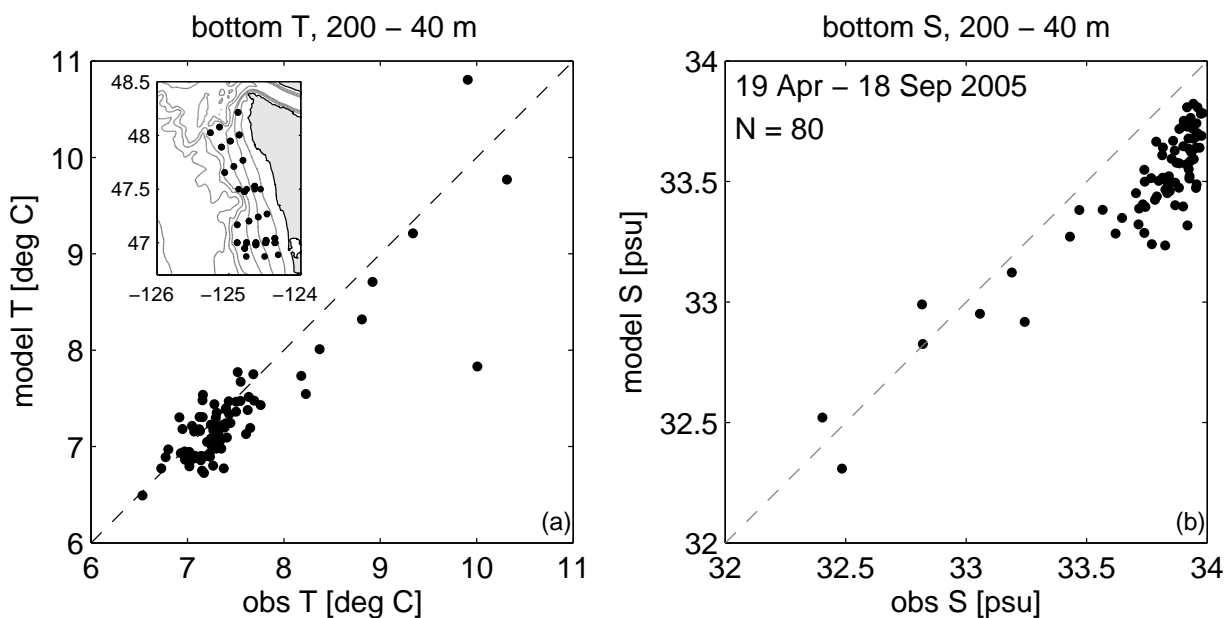 bottom T, 200 − 40 m
11
10
9
8
7
6
model T [deg C]
48.5
48
47.5
47
−126
−125
−124
(a)
6 7 8 9 10 11
obs T [deg C]
bottom S, 200 − 40 m
34
33.5
33
32.5
32
model S [psu]
19 Apr − 18 Sep 2005
N = 80
(b)
32 32.5 33 33.5 34
obs S [psu]